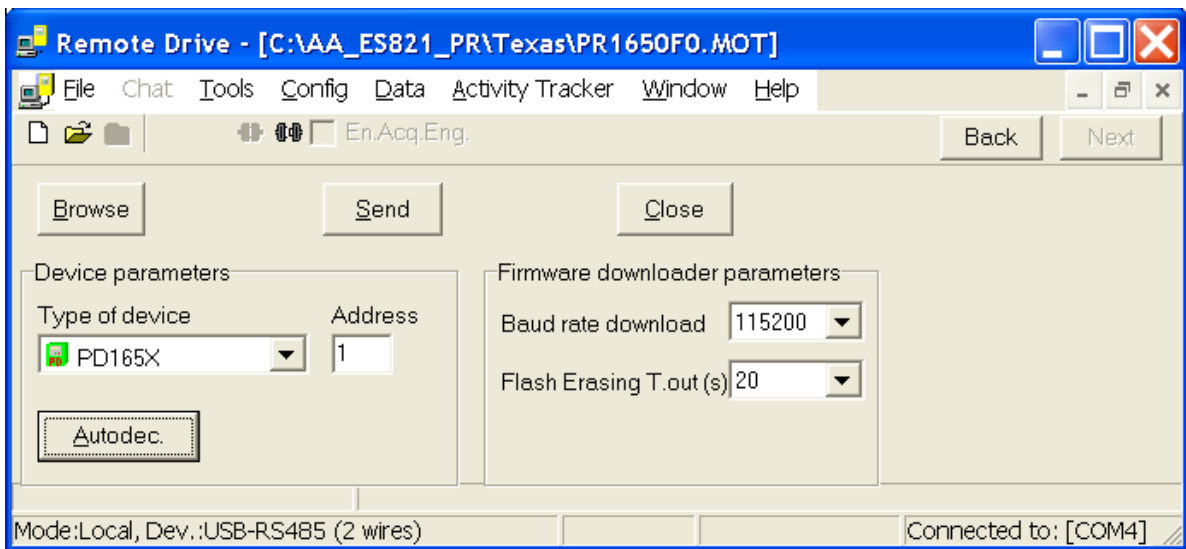 Remote Drive - [C:\AA_ES821_PR\Texas\PR1650F0.MOT]
File Chat Tools Config Data Activity Tracker Window Help
En.Acq.Eng. Back Next
Browse Send Close
Device parameters Firmware downloader parameters
Type of device Address
Baud rate download 115200
PD PD165X 1
Flash Erasing T.out (s) 20
Autodec.
Mode:Local, Dev.:USB-RS485 (2 wires) Connected to: [COM4]